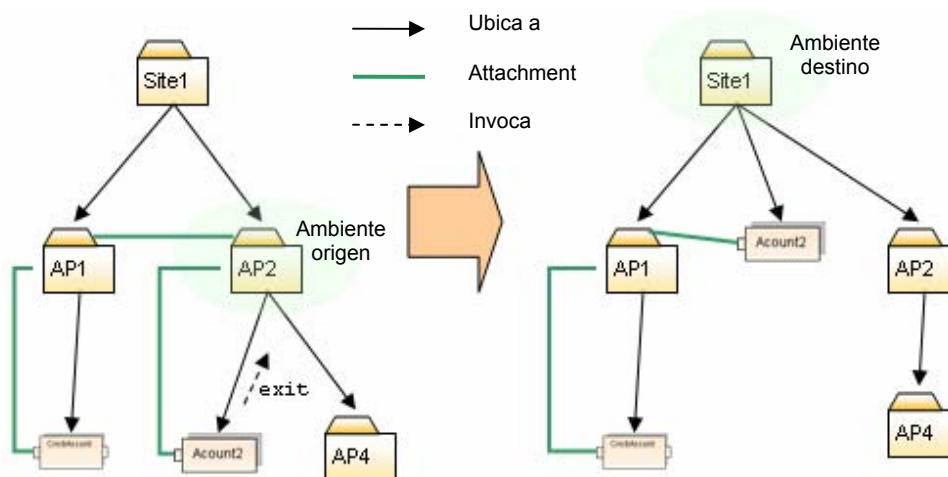 Ubica a
Attachment
Invoca
Site1
Site1
Ambiente
destino
Ambiente
origen
AP1
AP2
exit
Acount2
AP4
AP1
Acount2
AP2
AP4